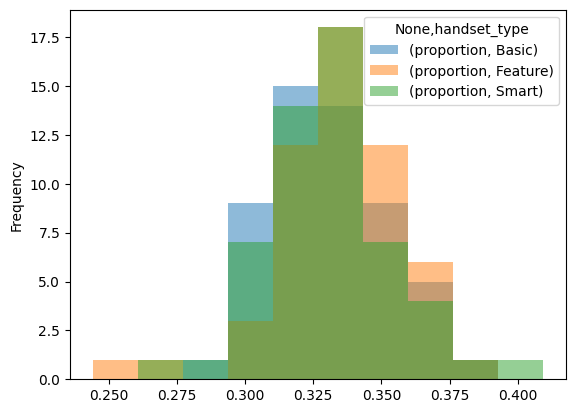 None,handset_type
(proportion, Basic)
(proportion, Feature)
(proportion, Smart)
Frequency
17.5
15.0
12.5
10.0
7.5
5.0
2.5
0.0
0.250 0.275 0.300 0.325 0.350 0.375 0.400